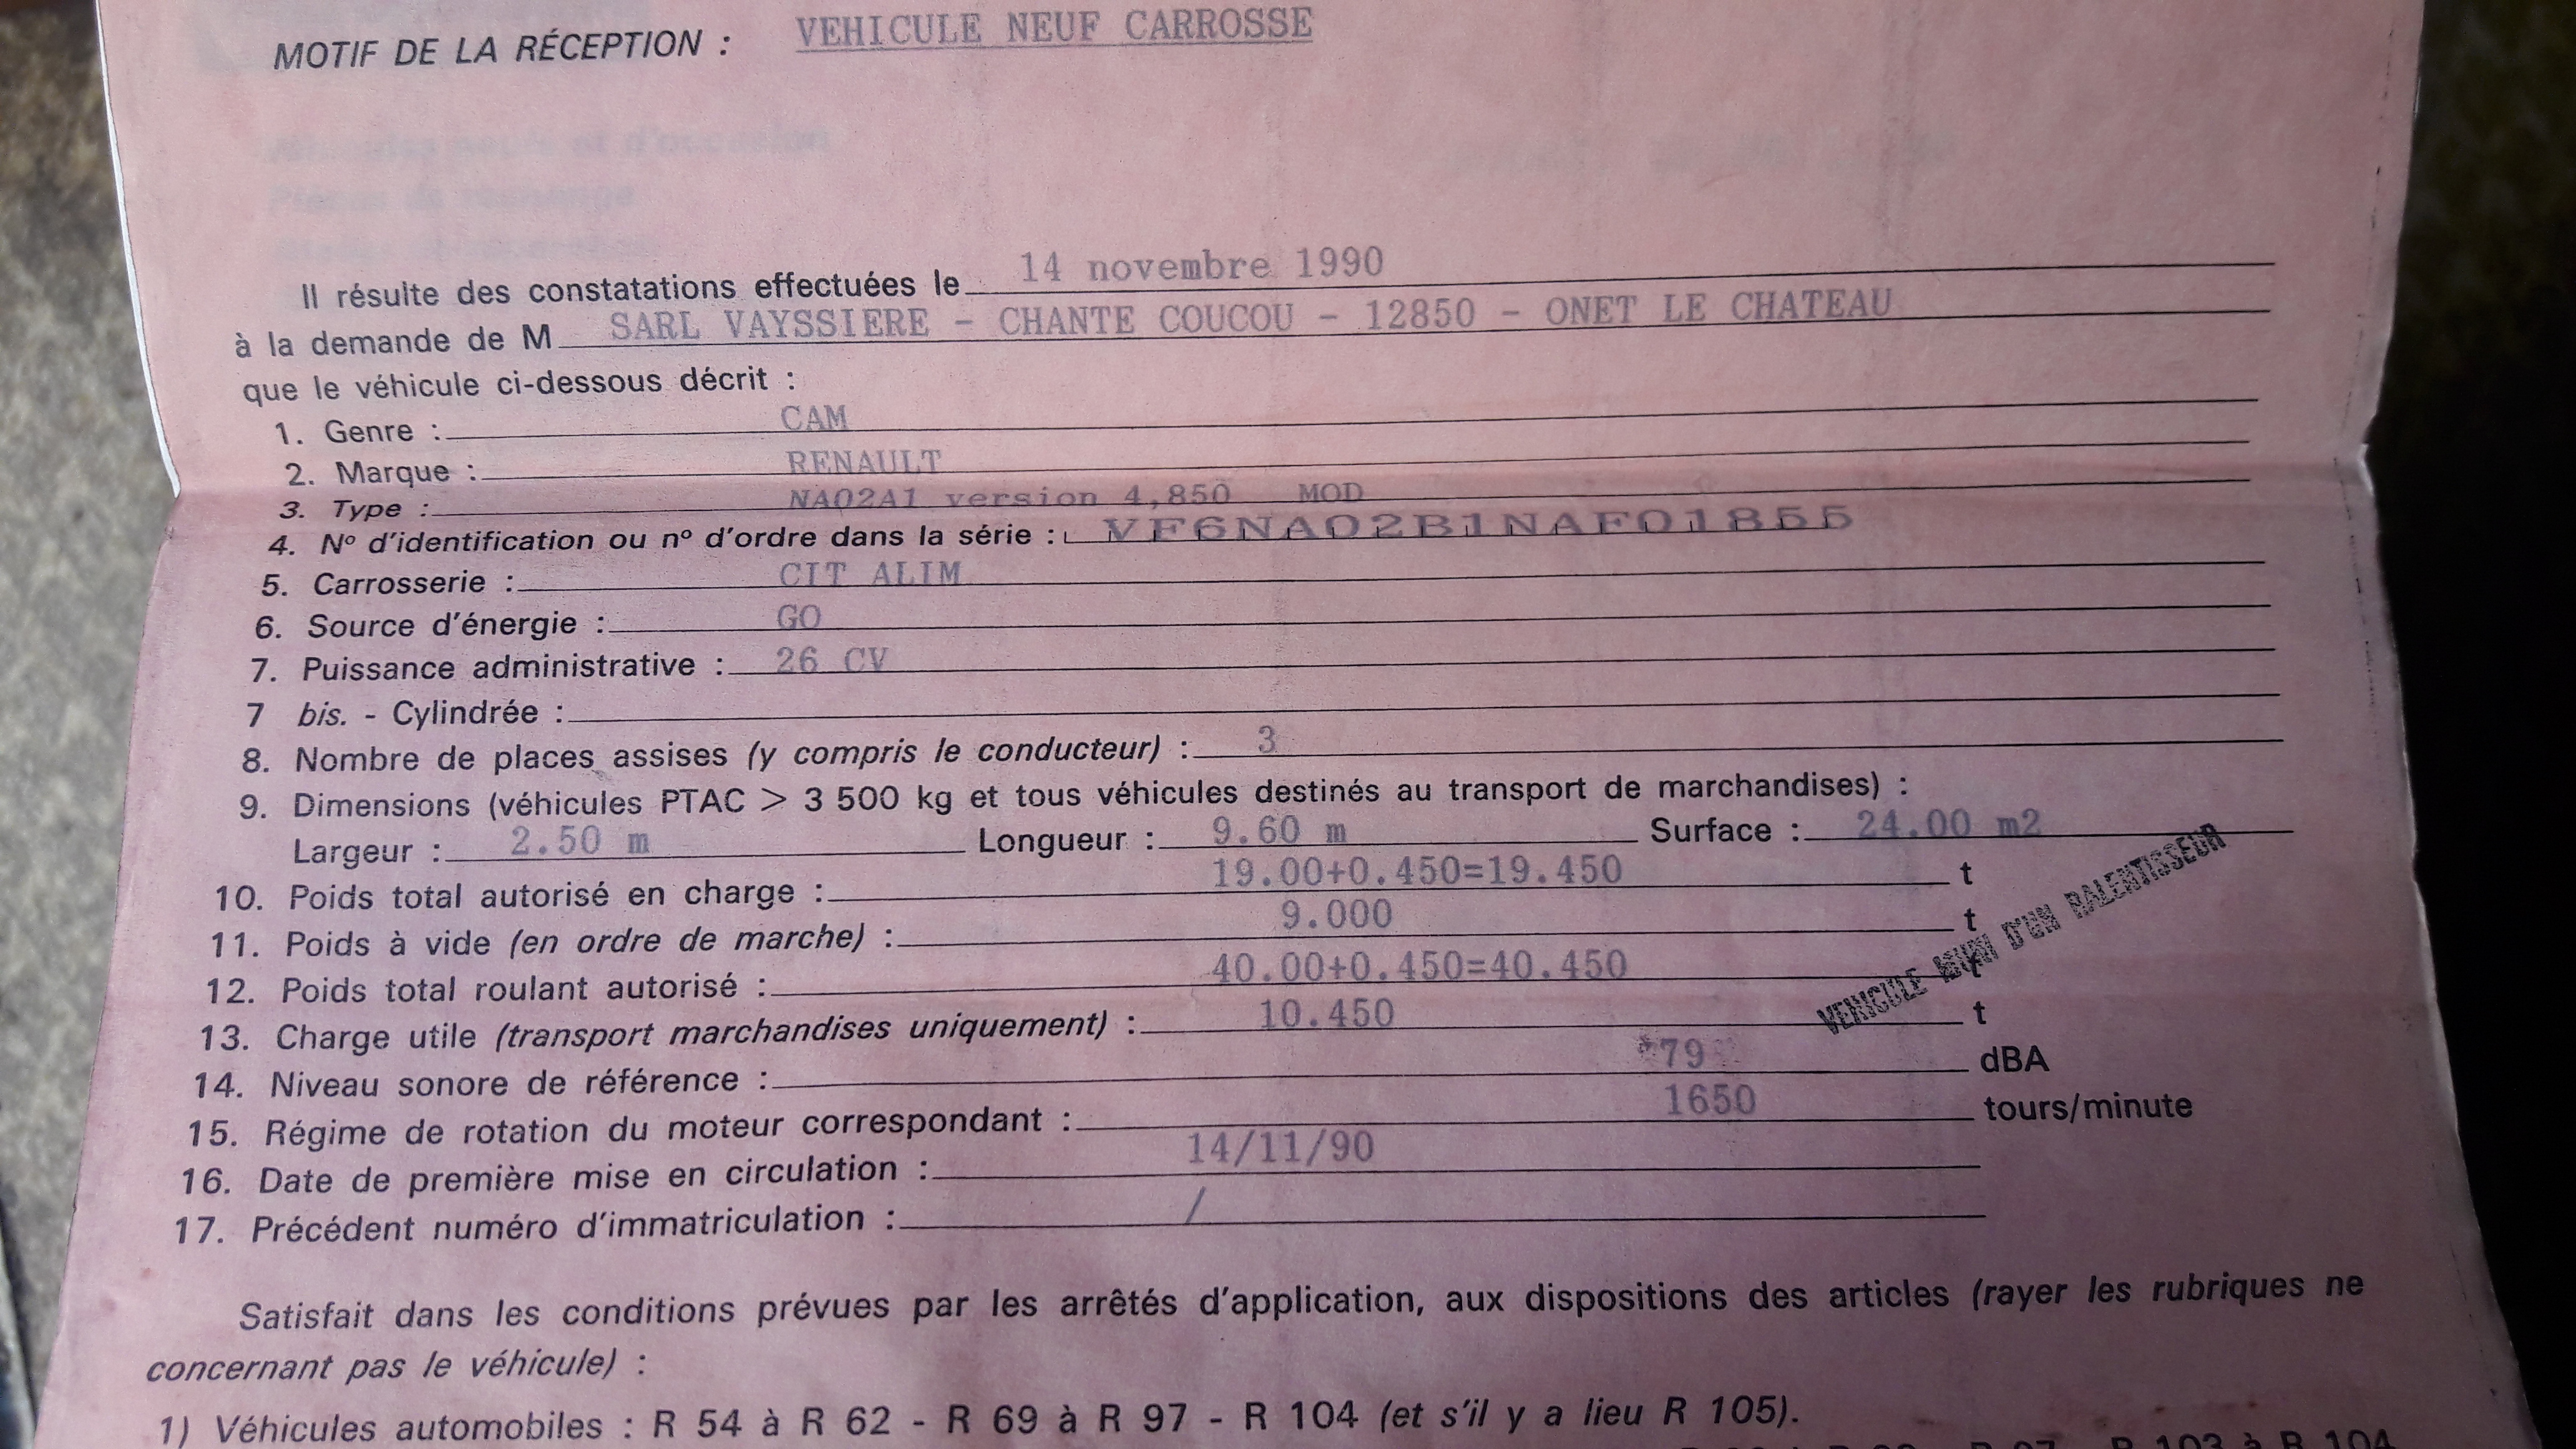 MOTIF DE LA RÉCEPTION : VEHICULE NEUF CARROSSE
Il résulte des constatations effectuées le 14 novembre 1990
à la demande de M SARL VAYSSIERE - CHANTE COUCOU - 12850 - ONET LE CHATEAU
que le véhicule ci-dessous décrit :
1. Genre : CAM
2. Marque : RENAULT
3. Type : NA02A1 version 4,850 MOD
4. Nº d'identification ou nº d'ordre dans la série : VF6NA02B1NAF01855
5. Carrosserie : CIT ALIM
6. Source d'énergie : GO
7. Puissance administrative : 26 CV
7 bis. - Cylindrée :
8. Nombre de places assises (y compris le conducteur) : 3
9. Dimensions (véhicules PTAC > 3 500 kg et tous véhicules destinés au transport de marchandises) :
Largeur : 2.50 m Longueur : 9.60 m Surface : 24.00 m2
10. Poids total autorisé en charge : 19.00+0.450=19.450 t
11. Poids à vide (en ordre de marche) : 9.000 t
12. Poids total roulant autorisé : 40.00+0.450=40.450 t
VEHICULE MUNI D'UN RALENTISSEUR
13. Charge utile (transport marchandises uniquement) : 10.450 t
14. Niveau sonore de référence : 79 dBA
15. Régime de rotation du moteur correspondant : 1650 tours/minute
16. Date de première mise en circulation : 14/11/90
17. Précédent numéro d'immatriculation : /
Satisfait dans les conditions prévues par les arrêtés d'application, aux dispositions des articles (rayer les rubriques ne
concernant pas le véhicule) :
1) Véhicules automobiles : R 54 à R 62 - R 69 à R 97 - R 104 (et s'il y a lieu R 105).
R 103 à R 104